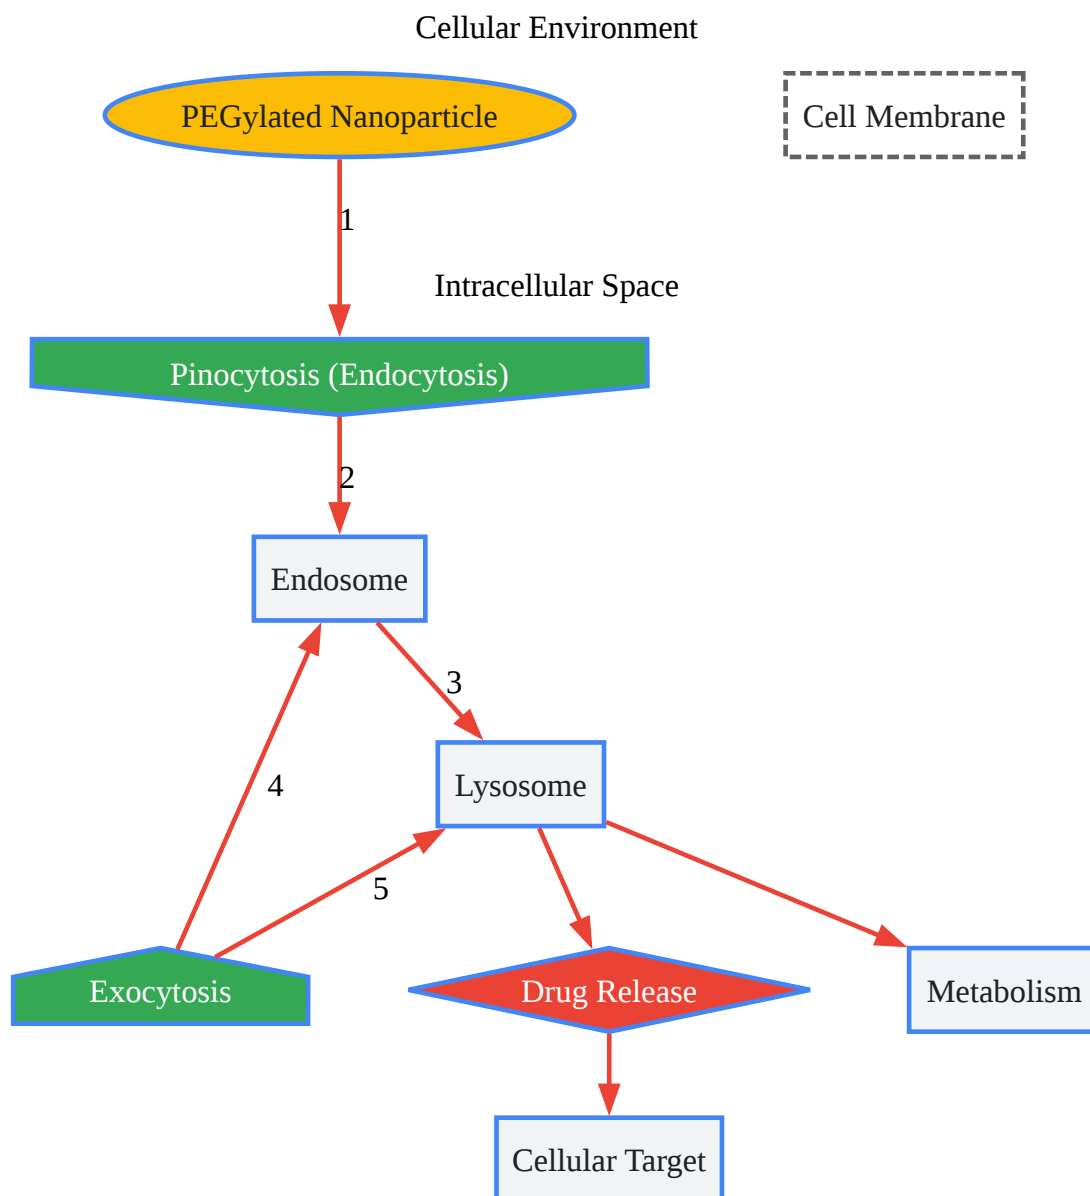 Cellular Environment
PEGylated Nanoparticle
Cell Membrane
1
Intracellular Space
Pinocytosis (Endocytosis)
2
Endosome
3
Lysosome
4
5
Exocytosis
Drug Release
Metabolism
Cellular Target